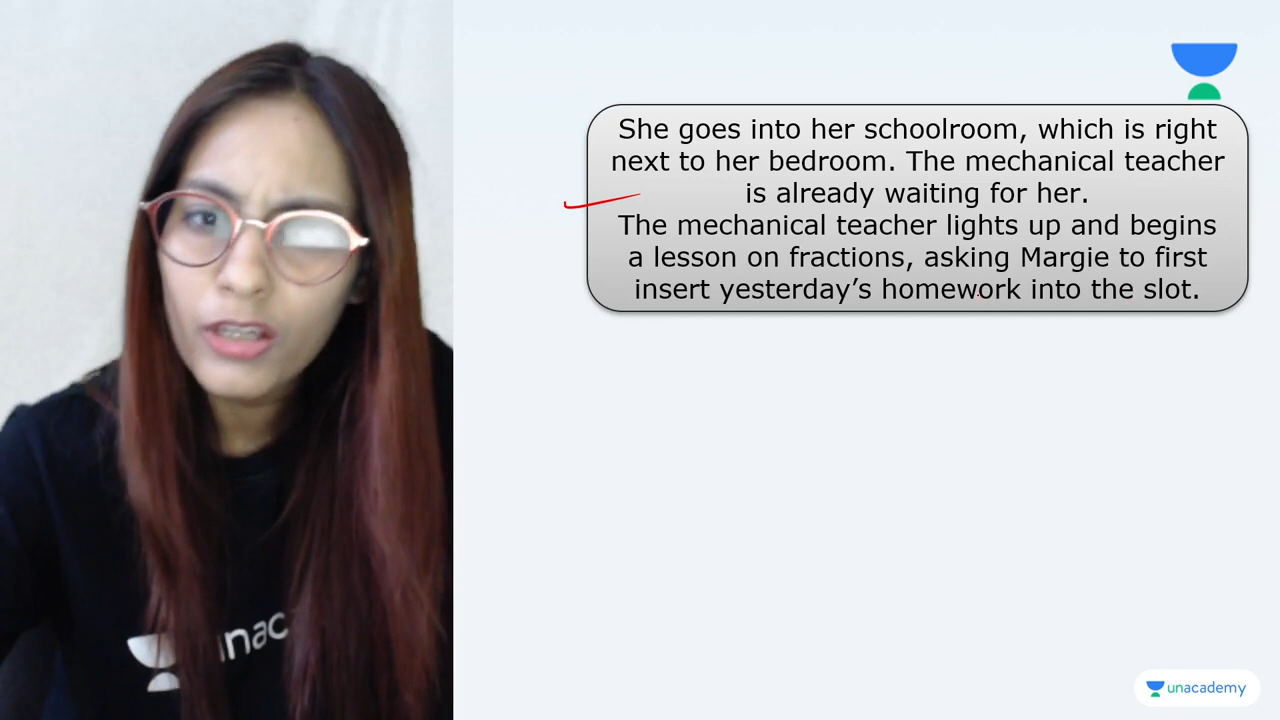 She goes into her schoolroom, which is right
next to her bedroom. The mechanical teacher
is already waiting for her.
The mechanical teacher lights up and begins
a lesson on fractions, asking Margie to first
insert yesterday’s homework into the slot.
unac
unacademy